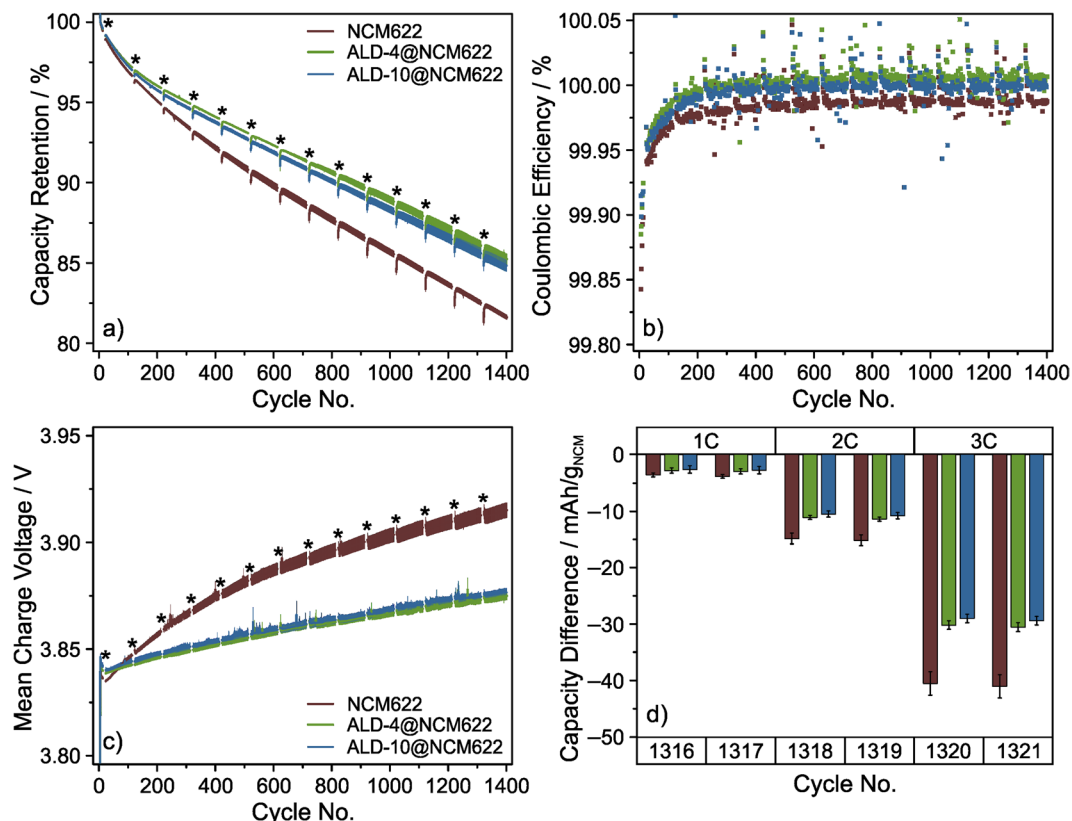 100
95
90
85
80
Capacity Retention / %
* * * * * * * * * * * * * *
NCM622
ALD-4@NCM622
ALD-10@NCM622
a)
0 200 400 600 800 1000 1200 1400
Cycle No.
100.05
100.00
99.95
99.90
99.85
99.80
Coulombic Efficiency / %
b)
0 200 400 600 800 1000 1200 1400
Cycle No.
3.95
3.90
3.85
3.80
Mean Charge Voltage / V
* * * * * * * * * * * * * *
NCM622
ALD-4@NCM622
ALD-10@NCM622
c)
0 200 400 600 800 1000 1200 1400
Cycle No.
1C 2C 3C
0
−10
−20
−30
−40
−50
Capacity Difference / mAh/gNCM
d)
1316 1317 1318 1319 1320 1321
Cycle No.